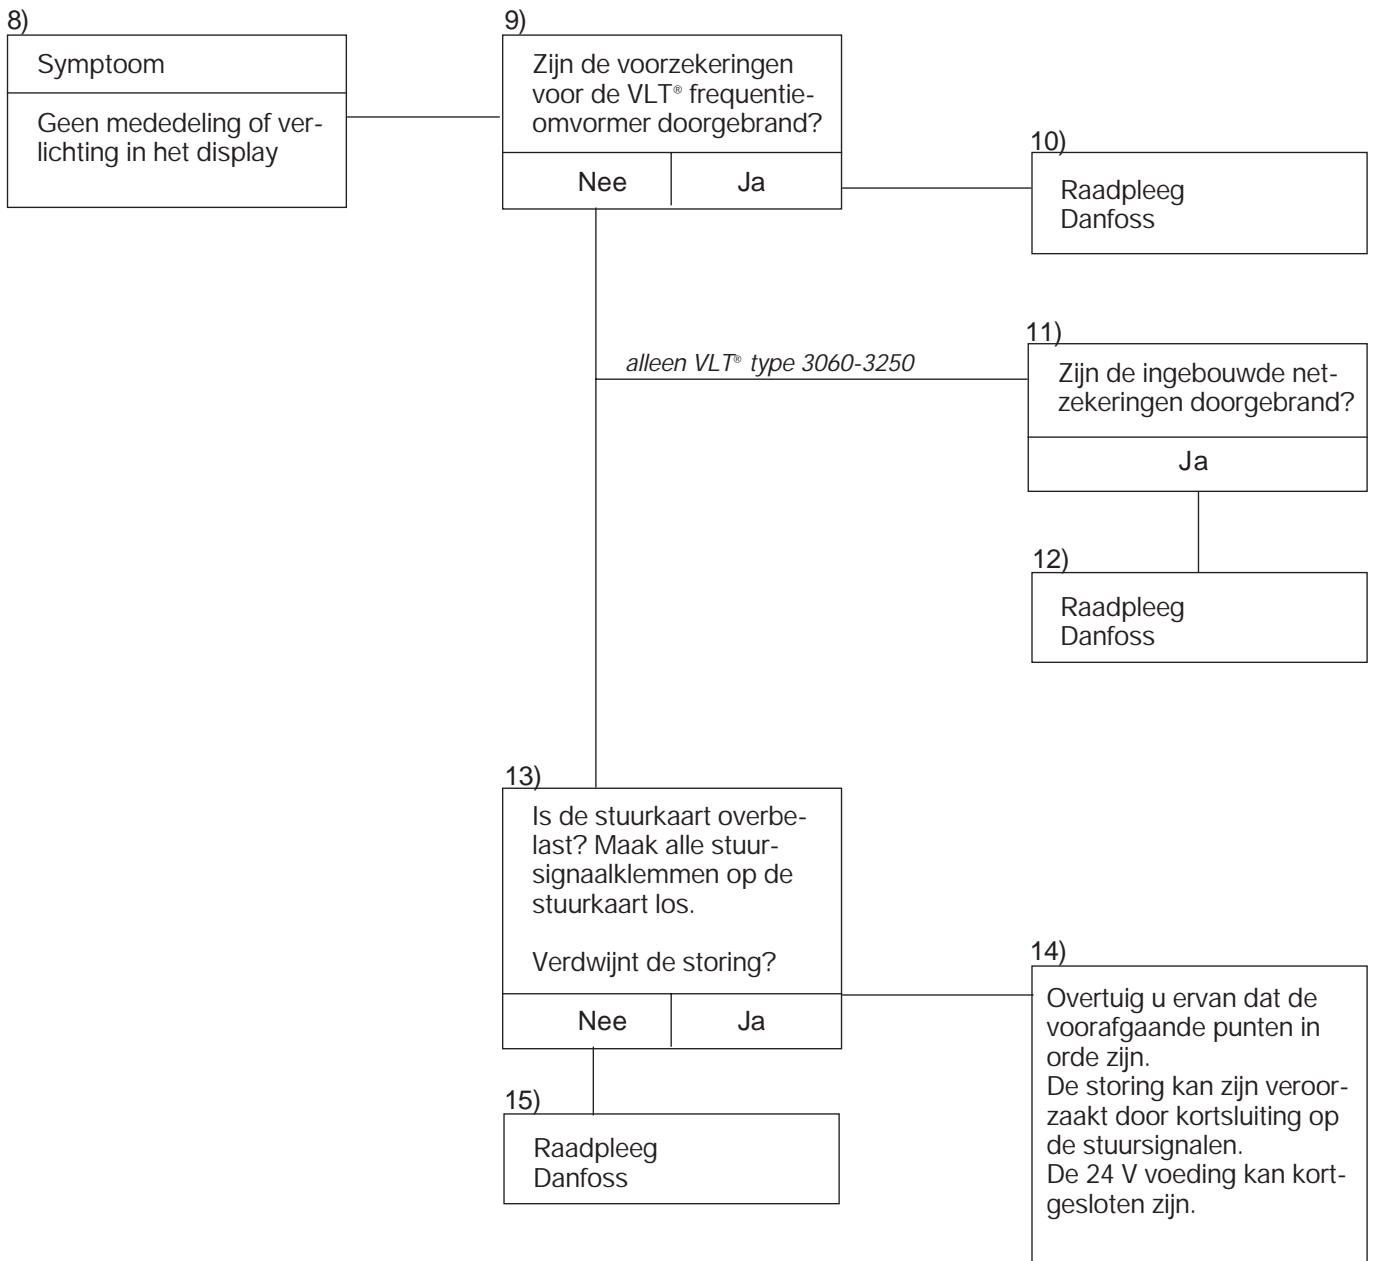 8)
Symptoom
Geen mededeling of ver-
lichting in het display
9)
Zijn de voorzekeringen
voor de VLT® frequentie-
omvormer doorgebrand?
Nee
Ja
10)
Raadpleeg
Danfoss
alleen VLT® type 3060-3250
11)
Zijn de ingebouwde net-
zekeringen doorgebrand?
Ja
12)
Raadpleeg
Danfoss
13)
Is de stuurkaart overbe-
last? Maak alle stuur-
signaalklemmen op de
stuurkaart los.
Verdwijnt de storing?
Nee
Ja
14)
Overtuig u ervan dat de
voorafgaande punten in
orde zijn.
De storing kan zijn veroor-
zaakt door kortsluiting op
de stuursignalen.
De 24 V voeding kan kort-
gesloten zijn.
15)
Raadpleeg
Danfoss